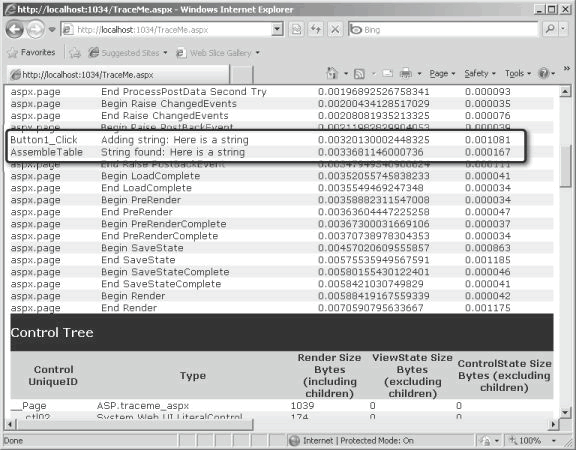 http://localhost:1034/TraceMe.aspx - Windows Internet Explorer
http://localhost:1034/TraceMe.aspx Bing
Favorites Suggested Sites Web Slice Gallery
http://localhost:1034/TraceMe.aspx Page Safety Tools
aspx.page End ProcessPostData Second Try 0.00196892526758341 0.000093
aspx.page Begin Raise ChangedEvents 0.00200434128517029 0.000035
aspx.page End Raise ChangedEvents 0.00208081935213325 0.000076
aspx.page Begin Raise PostBackEvent 0.000039
Button1_Click Adding string: Here is a string 0.00320130002448325 0.001081
AssembleTable String found: Here is a string 0.0033681146000736 0.000167
aspx.page End Raise PostBackEvent 0.000111
aspx.page Begin LoadComplete 0.00352055745838233 0.000041
aspx.page End LoadComplete 0.0035549469247348 0.000034
aspx.page Begin PreRender 0.00358882311547008 0.000034
aspx.page End PreRender 0.00363604447225258 0.000047
aspx.page Begin PreRenderComplete 0.00367300031669106 0.000037
aspx.page End PreRenderComplete 0.00370738978304353 0.000034
aspx.page Begin SaveState 0.00457020609555857 0.000863
aspx.page End SaveState 0.00575535949567591 0.001185
aspx.page Begin SaveStateComplete 0.00580155430122401 0.000046
aspx.page End SaveStateComplete 0.0058421030749829 0.000041
aspx.page Begin Render 0.00588419167559339 0.000042
aspx.page End Render 0.0070590795633667 0.001175
Control Tree
Control UniqueID Type Render Size Bytes (including children) ViewState Size Bytes (excluding children) ControlState Size Bytes (excluding children)
__Page ASP.traceme_aspx 1039 0 0
ctl02 System.Web.UI.LiteralControl 174 0 0
Done Internet | Protected Mode: On 100%